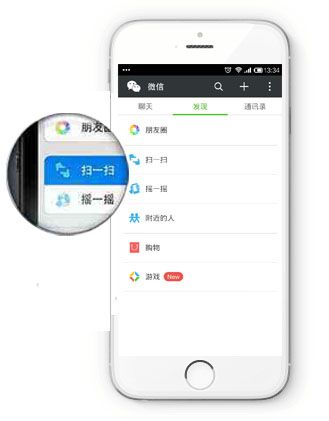 13:34
微信
聊天 发现 通讯录
朋友圈
扫一扫
摇一摇
附近的人
购物
游戏 New
朋友圈
扫一扫
摇一摇